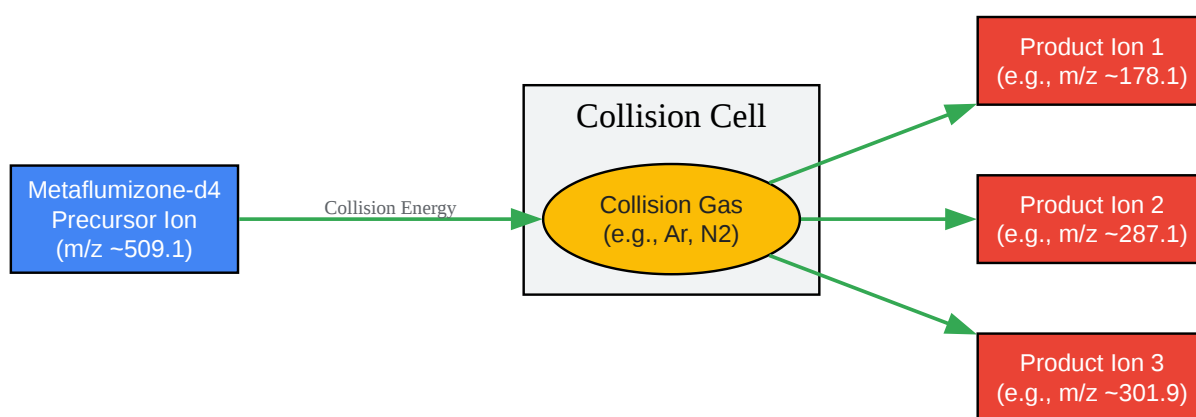 Metaflumizone-d4
Precursor Ion
(m/z ~509.1)
Collision Energy
Collision Cell
Collision Gas
(e.g., Ar, N2)
Product Ion 1
(e.g., m/z ~178.1)
Product Ion 2
(e.g., m/z ~287.1)
Product Ion 3
(e.g., m/z ~301.9)